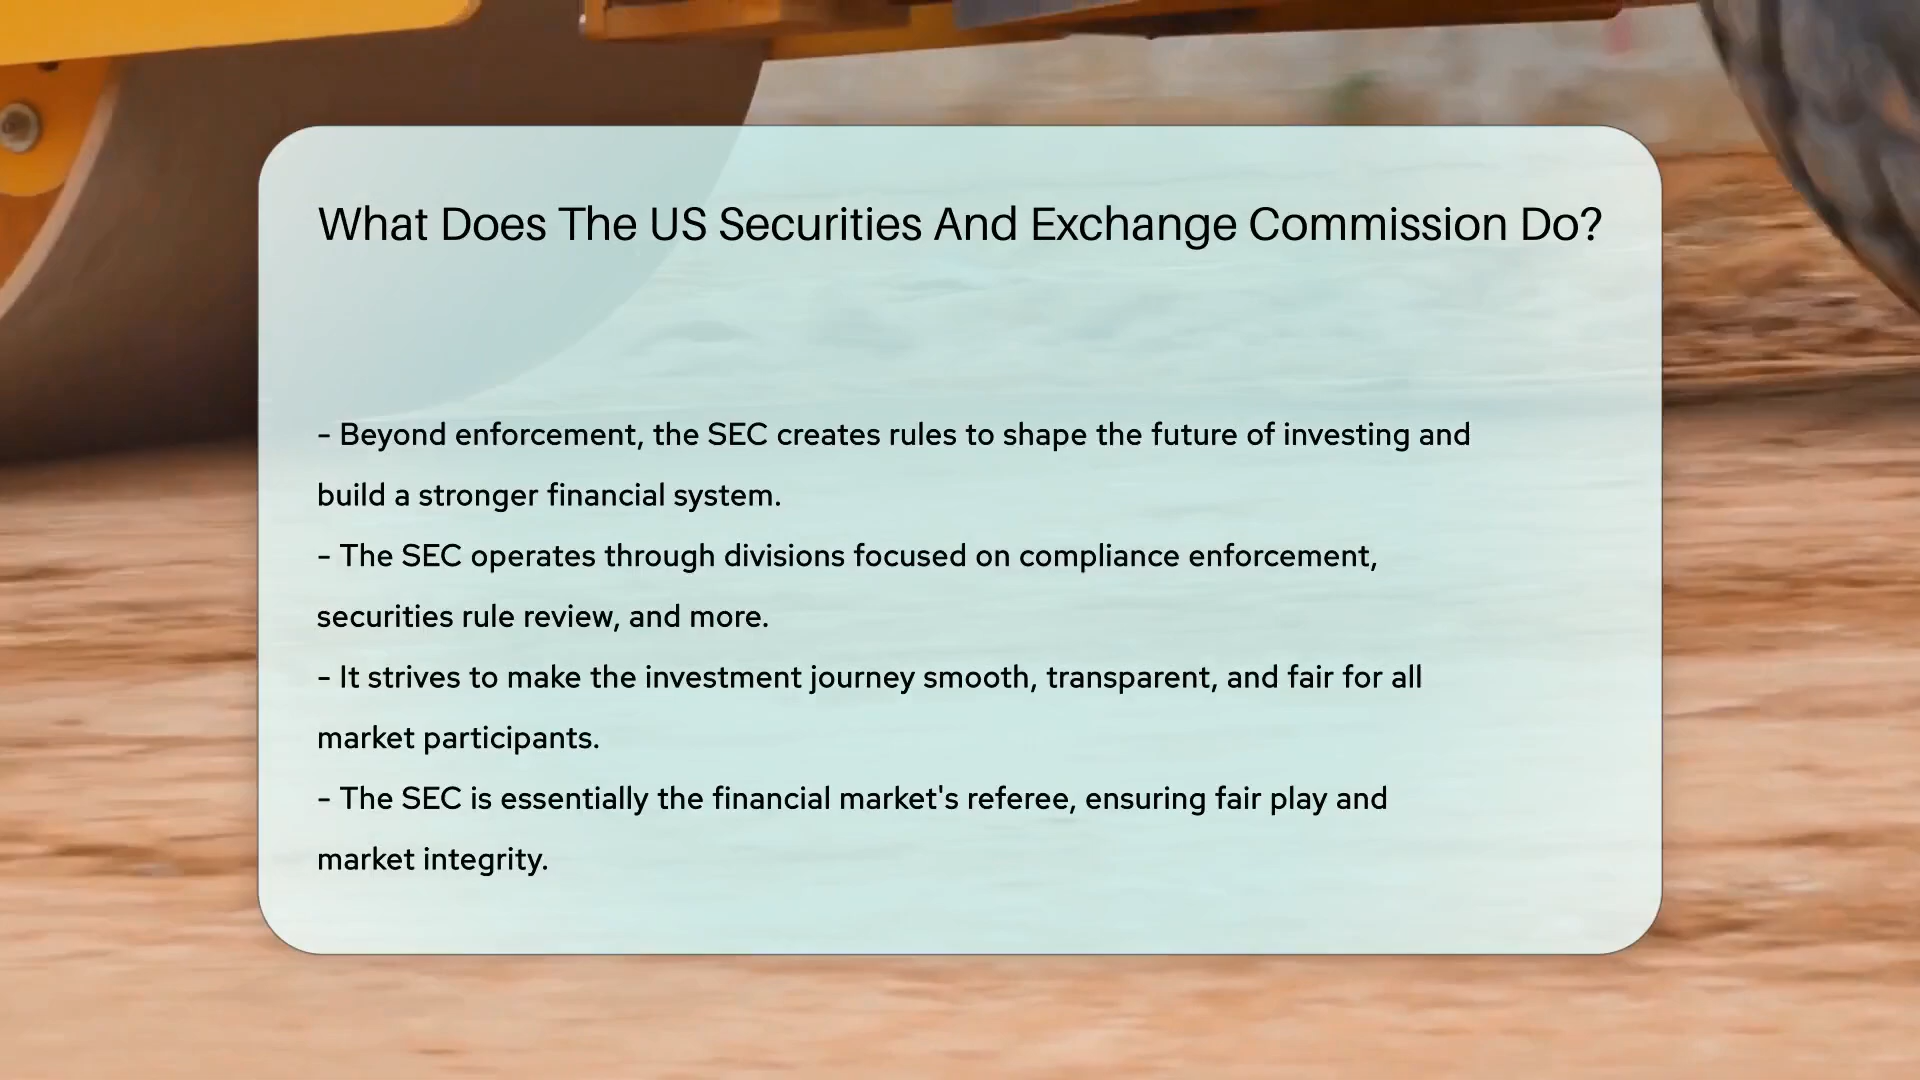 What Does The US Securities And Exchange Commission Do?
- Beyond enforcement, the SEC creates rules to shape the future of investing and
build a stronger financial system.
- The SEC operates through divisions focused on compliance enforcement,
securities rule review, and more.
- It strives to make the investment journey smooth, transparent, and fair for all
market participants.
- The SEC is essentially the financial market's referee, ensuring fair play and
market integrity.